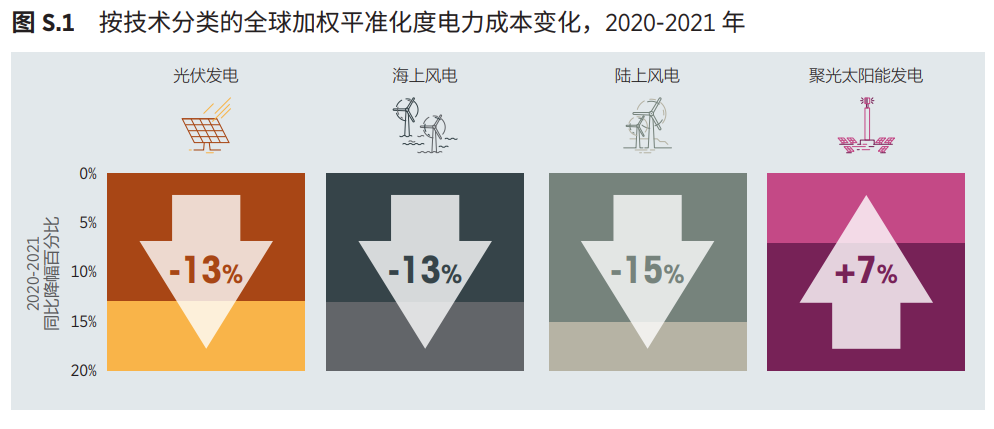 图 S.1 按技术分类的全球加权平准化度电力成本变化，2020-2021 年
光伏发电
海上风电
陆上风电
聚光太阳能发电
0%
5%
10%
15%
20%
2020-2021
同比降幅百分比
-13%
-13%
-15%
+7%